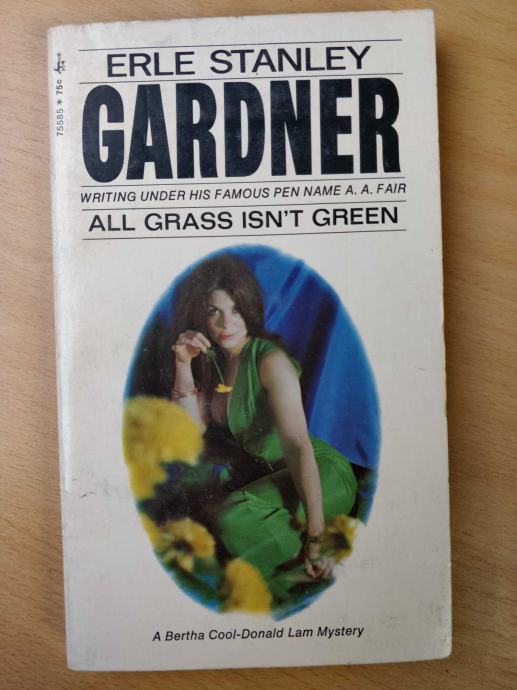 75585 * 75c
ERLE STANLEY
GARDNER
WRITING UNDER HIS FAMOUS PEN NAME A. A. FAIR
ALL GRASS ISN'T GREEN
A Bertha Cool-Donald Lam Mystery